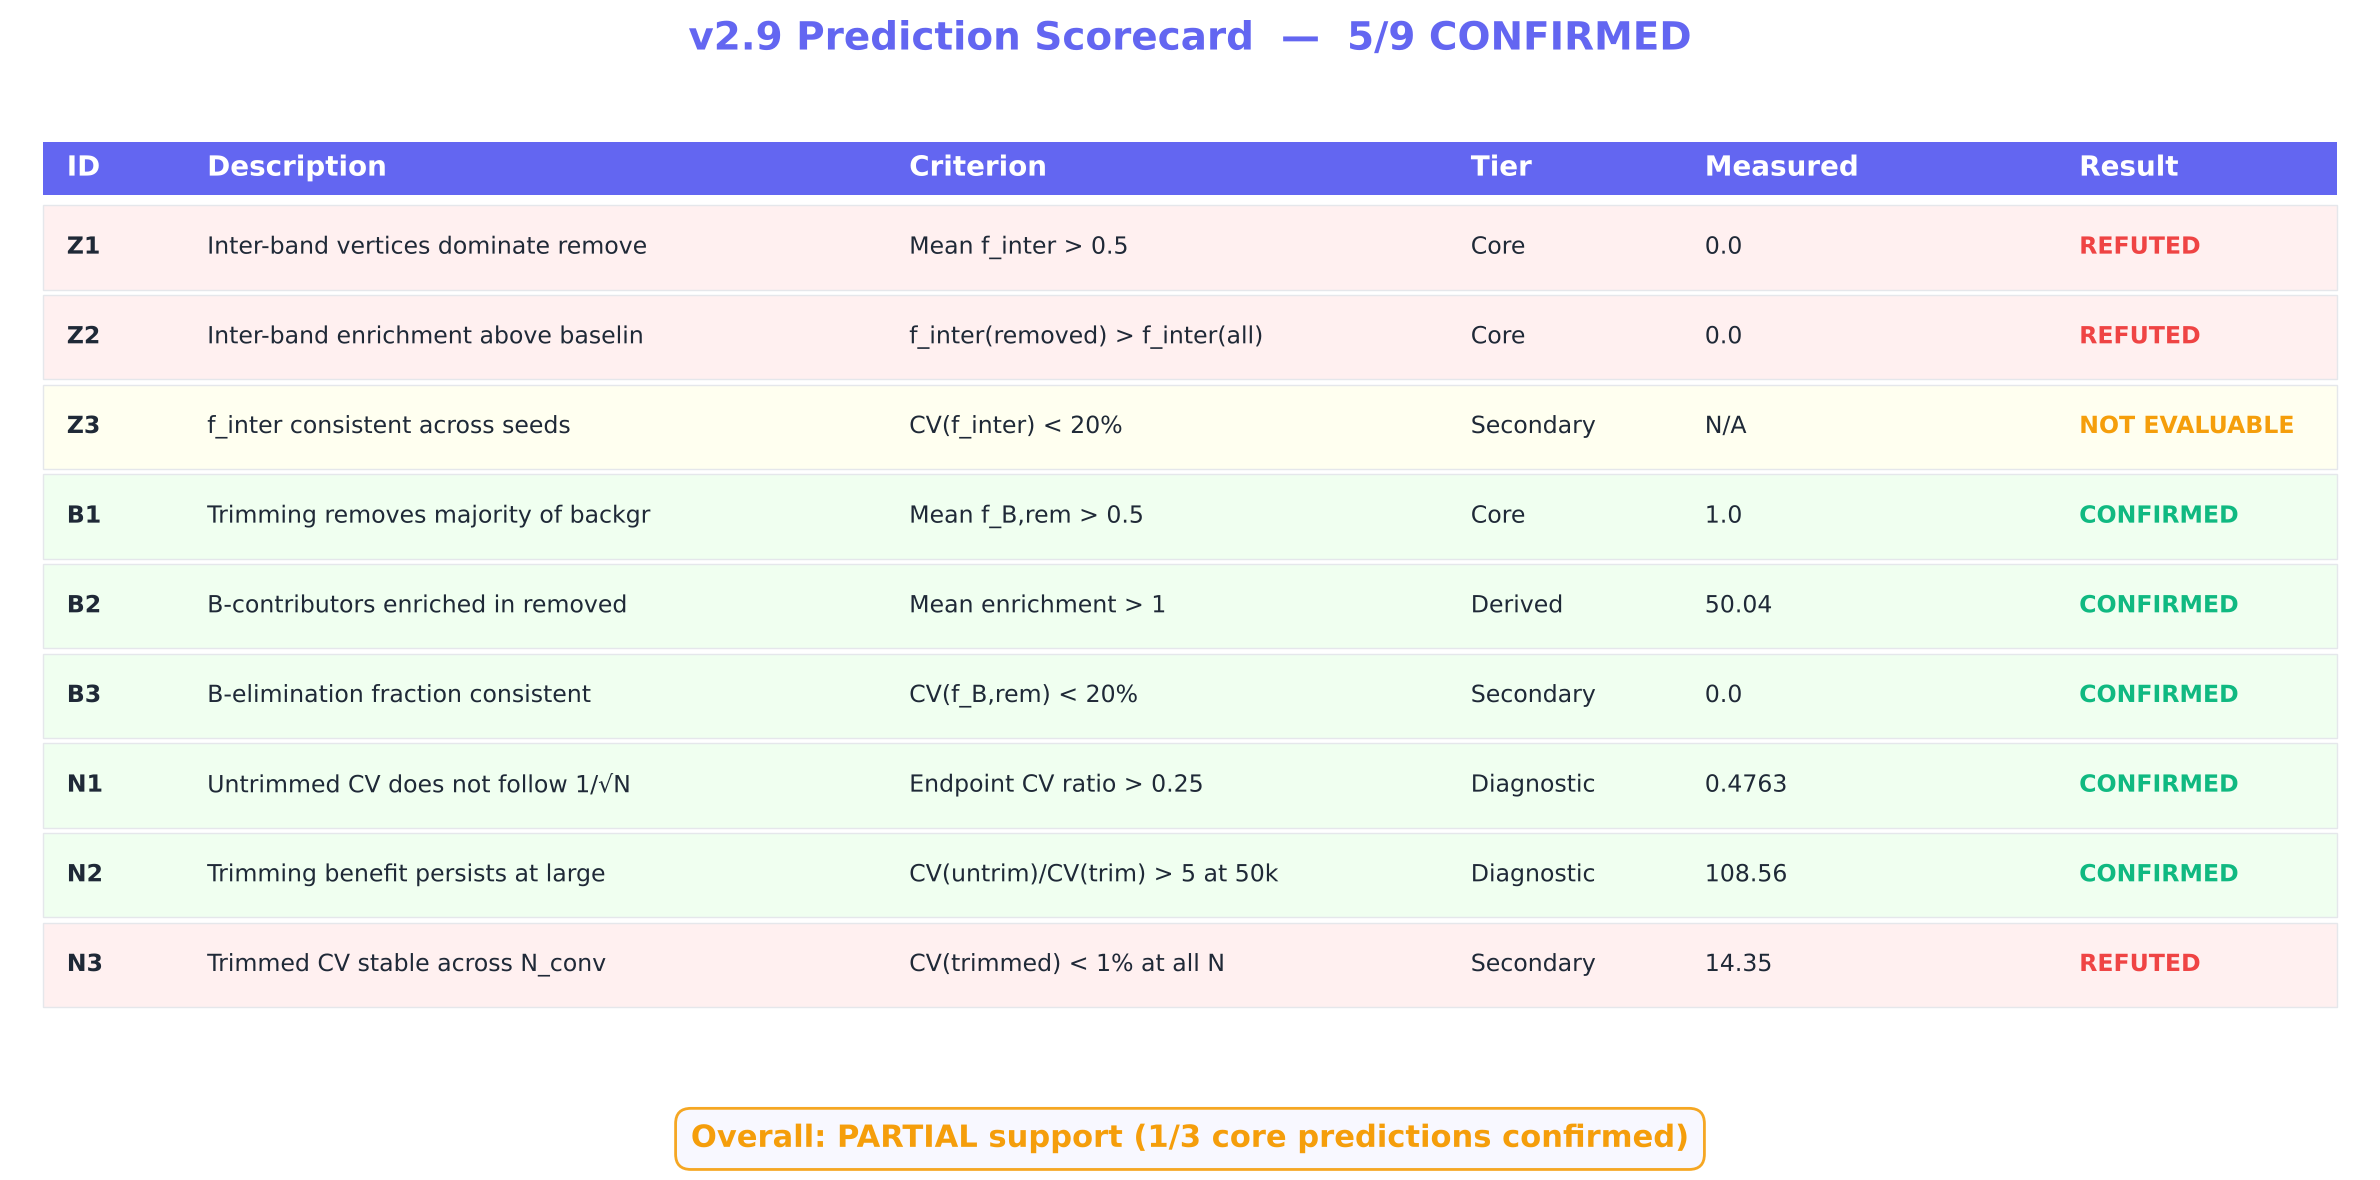 v2.9 Prediction Scorecard — 5/9 CONFIRMED
ID Description Criterion Tier Measured Result
Z1 Inter-band vertices dominate remove Mean f_inter > 0.5 Core 0.0 REFUTED
Z2 Inter-band enrichment above baselin f_inter(removed) > f_inter(all) Core 0.0 REFUTED
Z3 f_inter consistent across seeds CV(f_inter) < 20% Secondary N/A NOT EVALUABLE
B1 Trimming removes majority of backgr Mean f_B,rem > 0.5 Core 1.0 CONFIRMED
B2 B-contributors enriched in removed Mean enrichment > 1 Derived 50.04 CONFIRMED
B3 B-elimination fraction consistent CV(f_B,rem) < 20% Secondary 0.0 CONFIRMED
N1 Untrimmed CV does not follow 1/√N Endpoint CV ratio > 0.25 Diagnostic 0.4763 CONFIRMED
N2 Trimming benefit persists at large CV(untrim)/CV(trim) > 5 at 50k Diagnostic 108.56 CONFIRMED
N3 Trimmed CV stable across N_conv CV(trimmed) < 1% at all N Secondary 14.35 REFUTED
Overall: PARTIAL support (1/3 core predictions confirmed)